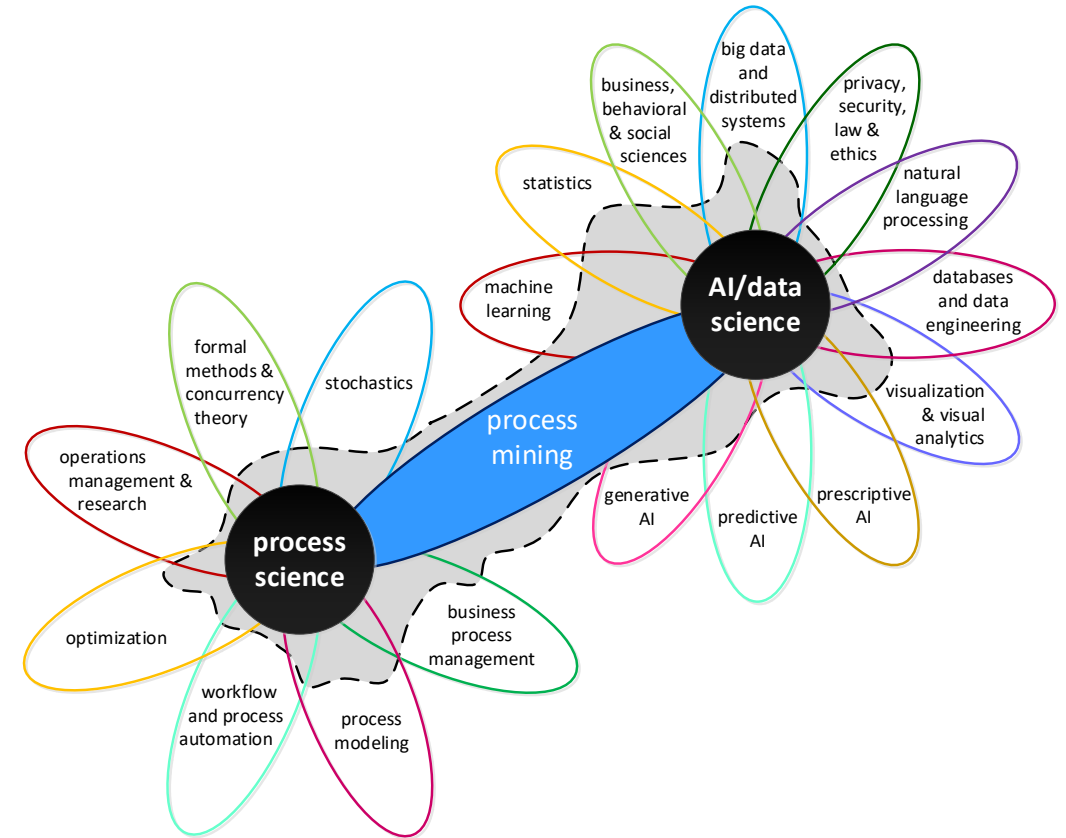 big data
and
distributed
systems
business,
behavioral
& social
sciences
privacy,
security,
law &
ethics
statistics
natural
language
processing
machine
learning
AI/data
science
databases
and data
engineering
visualization
& visual
analytics
prescriptive
AI
predictive
AI
generative
AI
process
mining
stochastics
formal
methods &
concurrency
theory
operations
management &
research
process
science
optimization
workflow
and process
automation
process
modeling
business
process
management